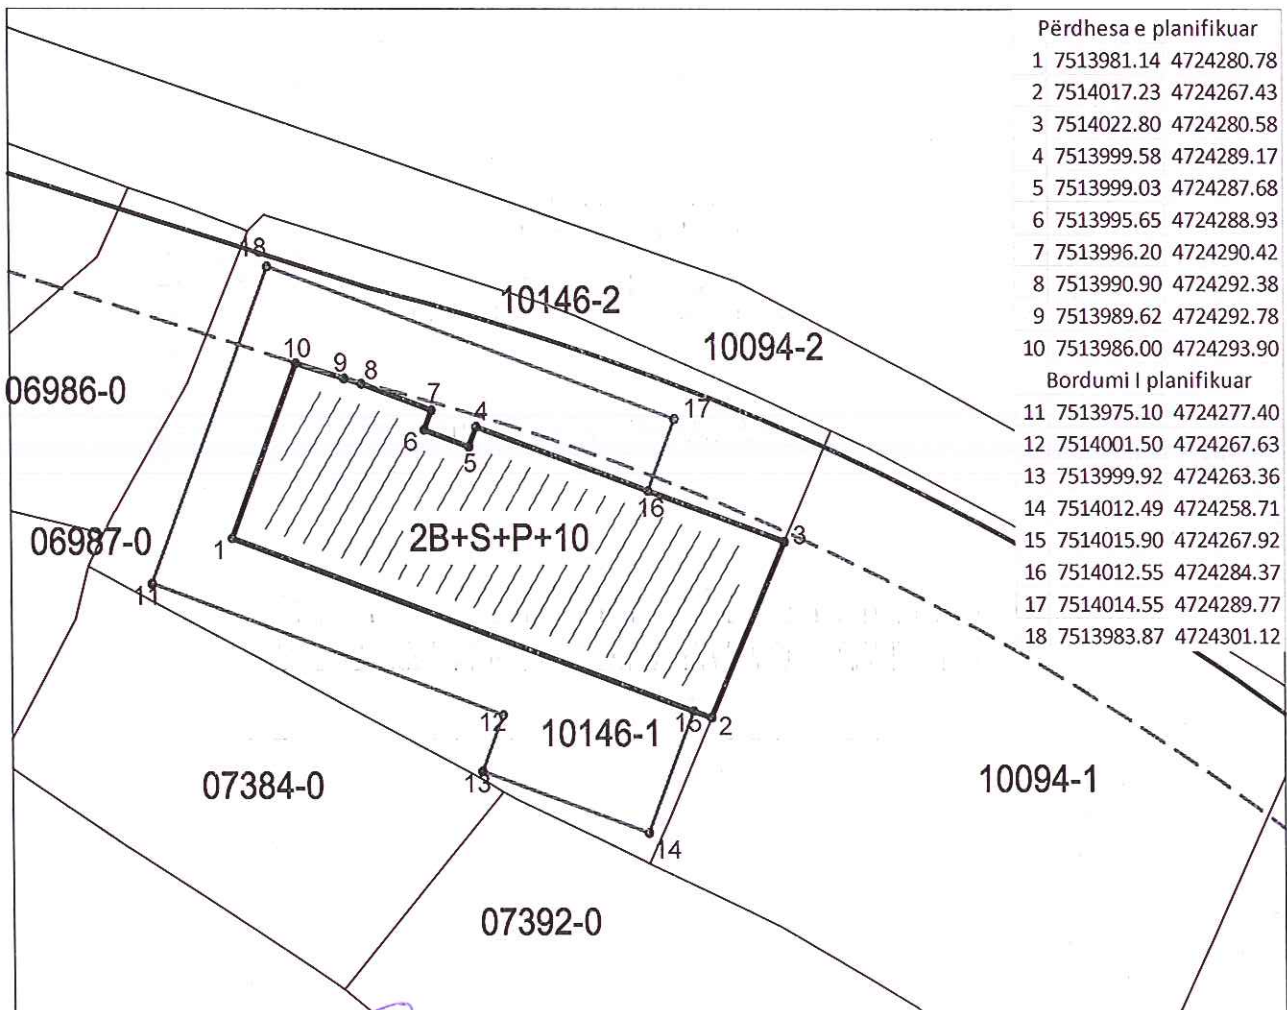 Përdhesa e planifikuar
1 7513981.14 4724280.78
2 7514017.23 4724267.43
3 7514022.80 4724280.58
4 7513999.58 4724289.17
5 7513999.03 4724287.68
6 7513995.65 4724288.93
7 7513996.20 4724290.42
8 7513990.90 4724292.38
9 7513989.62 4724292.78
10 7513986.00 4724293.90
Bordumi I planifikuar
11 7513975.10 4724277.40
12 7514001.50 4724267.63
13 7513999.92 4724263.36
14 7514012.49 4724258.71
15 7514015.90 4724267.92
16 7514012.55 4724284.37
17 7514014.55 4724289.77
18 7513983.87 4724301.12
18
10146-2
10094-2
10
9
8
06986-0
7
4
17
6
5
16
3
06987-0
1
2B+S+P+10
11
12
15
2
10146-1
13
07384-0
10094-1
14
07392-0